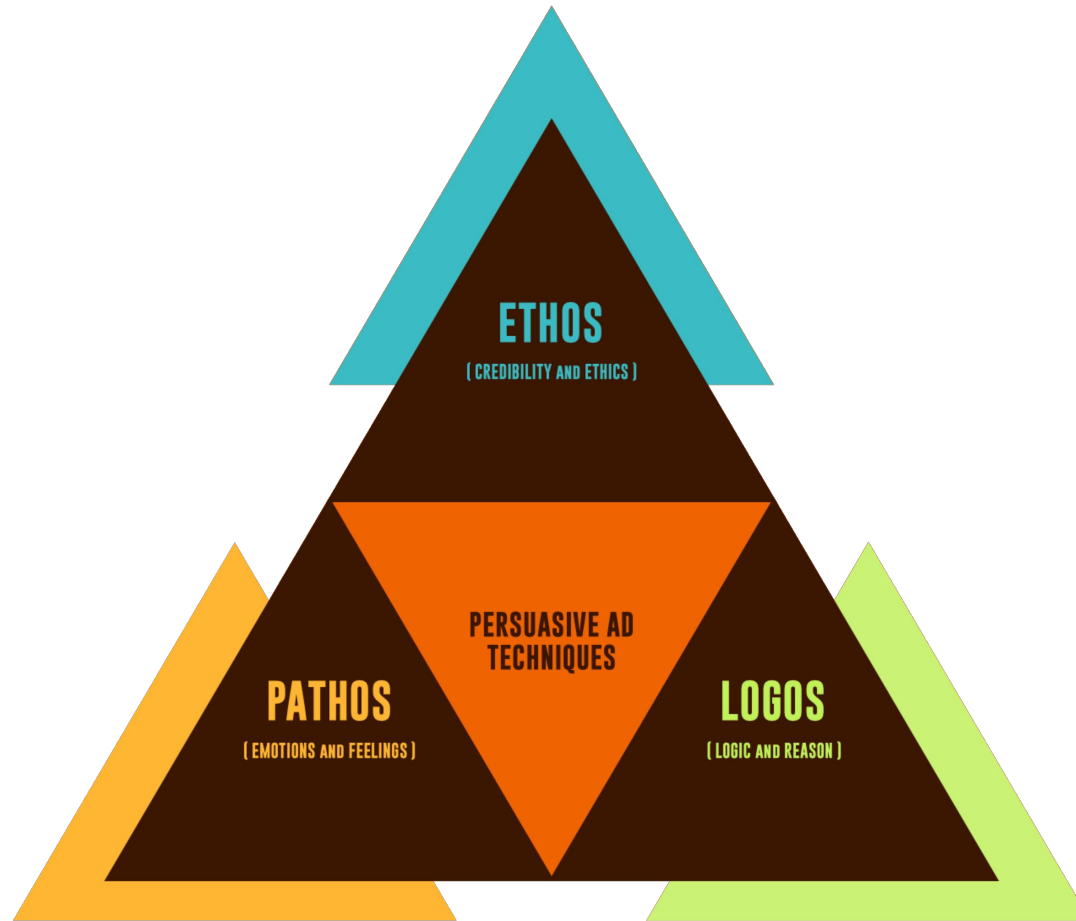 ETHOS
( CREDIBILITY AND ETHICS )
PERSUASIVE AD
TECHNIQUES
PATHOS
( EMOTIONS AND FEELINGS )
LOGOS
( LOGIC AND REASON )